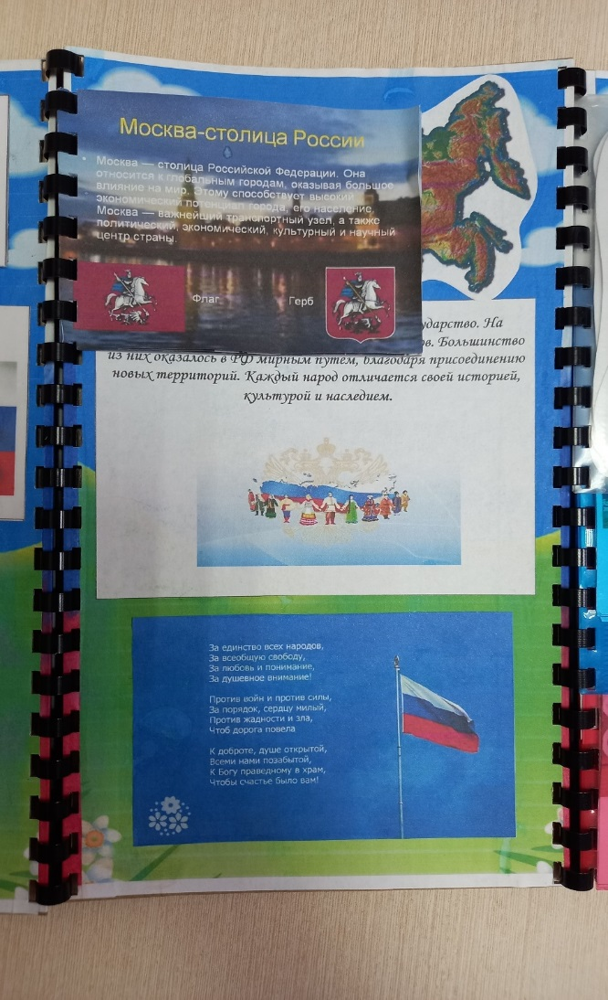 Москва-столица России
• Москва — столица Российской Федерации. Она
относится к глобальным городам, оказывая большое
влияние на мир. Этому способствует высокий
экономический потенциал города, его население.
Москва — важнейший транспортный узел, а также
политический, экономический, культурный и научный
центр страны.
Флаг
Герб
На
Большинство
из них оказалось в РФ мирным путем, благодаря присоединению
новых территорий. Каждый народ отличается своей историей,
культурой и наследием.
За единство всех народов,
За всеобщую свободу,
За любовь и понимание,
За душевное внимание!
Против войн и против силы,
За порядок, сердцу милый,
Против жадности и зла,
Чтоб дорога повела
К доброте, душе открытой,
Всеми нами позабытой,
К Богу праведному в храм,
Чтобы счастье было вам!